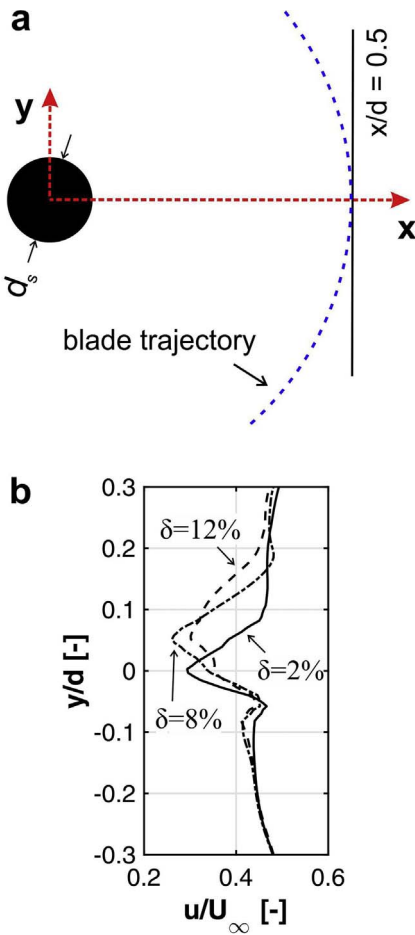 a
y
x/d = 0.5
x
dₛ
blade trajectory
b
0.3
δ=12%
0.2
0.1
y/d [-]
0
δ=2%
δ=8%
-0.1
-0.2
-0.3
0.2 0.4 0.6
u/U∞ [-]